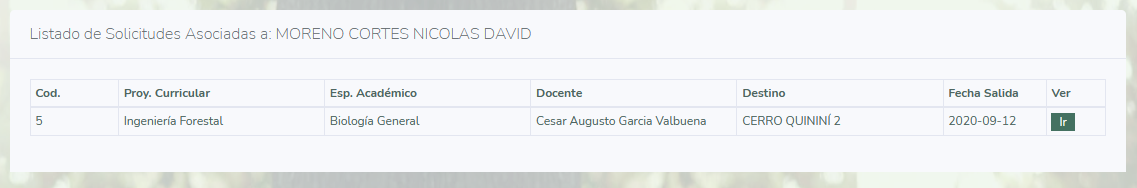 Listado de Solicitudes Asociadas a: MORENO CORTES NICOLAS DAVID
Cod. Proy. Curricular Esp. Académico Docente Destino Fecha Salida Ver
5 Ingeniería Forestal Biología General Cesar Augusto Garcia Valbuena CERRO QUININÍ 2 2020-09-12 Ir